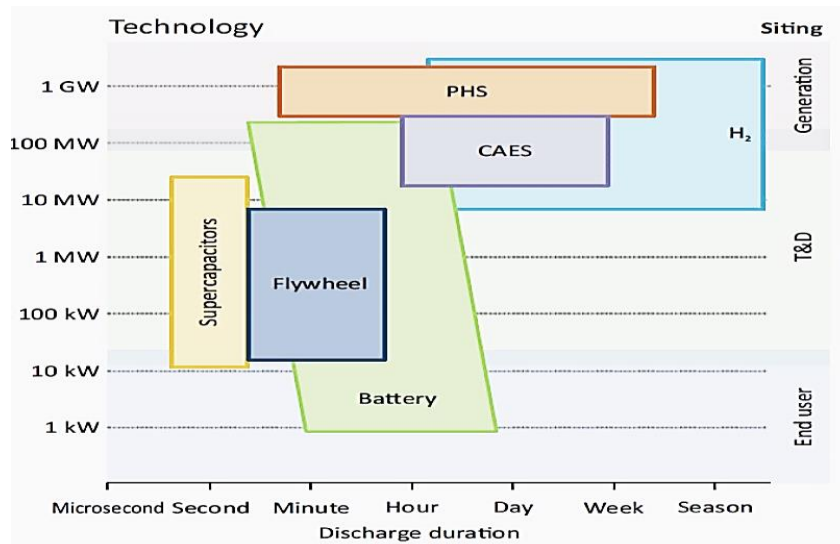 Technology
Siting
1 GW
100 MW
10 MW
1 MW
100 kW
10 kW
1 kW
PHS
CAES
H₂
Supercapacitors
Flywheel
Battery
Generation
T&D
End user
Microsecond Second Minute Hour Day Week Season
Discharge duration